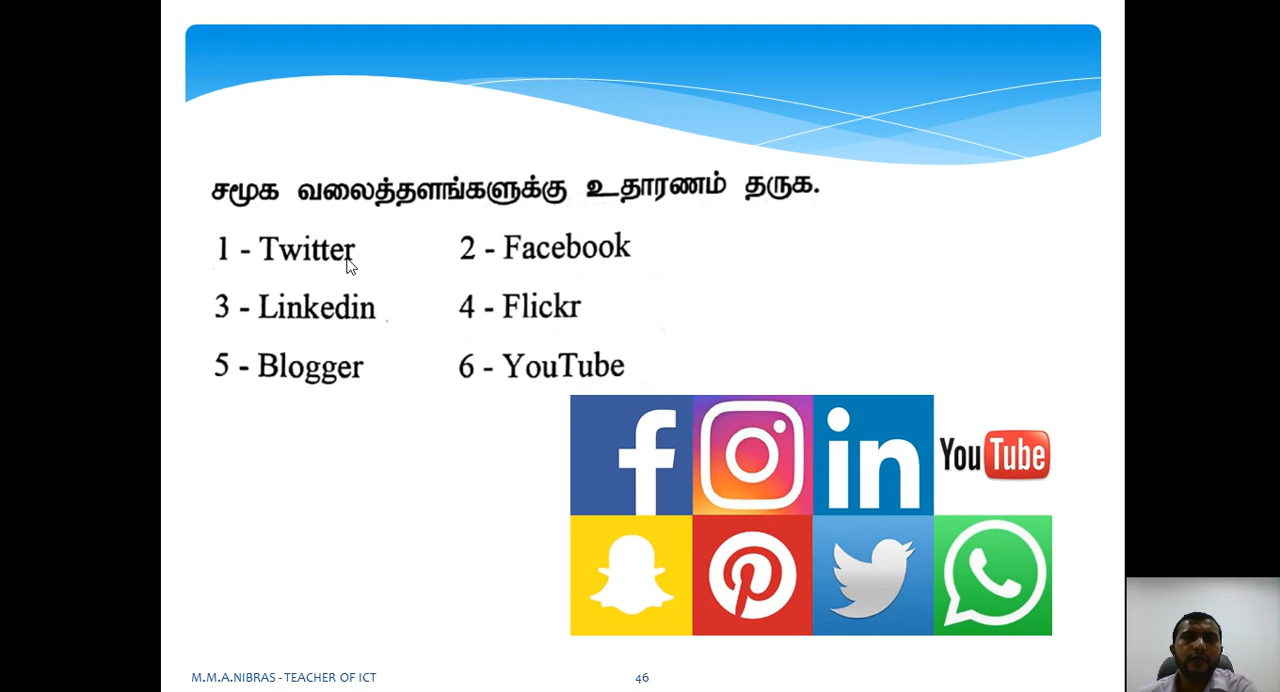 சமூக வலைத்தளங்களுக்கு உதாரணம் தருக.
1 - Twitter 2 - Facebook
3 - Linkedin 4 - Flickr
5 - Blogger 6 - YouTube
f in YouTube
M.M.A.NIBRAS - TEACHER OF ICT 46